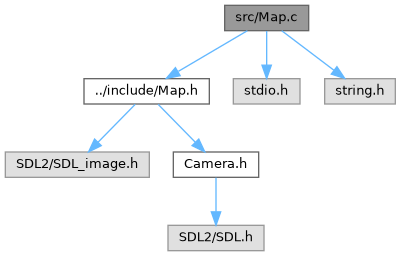 src/Map.c
../include/Map.h
stdio.h
string.h
SDL2/SDL_image.h
Camera.h
SDL2/SDL.h